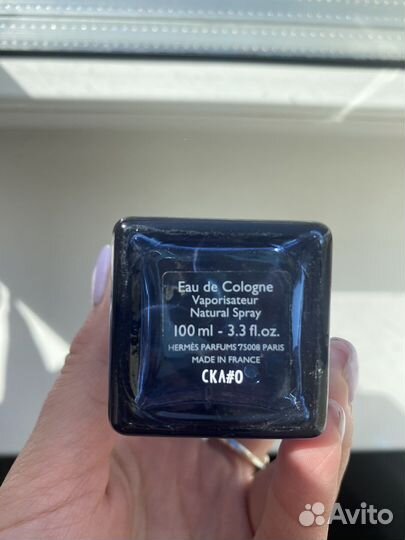 Eau de Cologne
Vaporisateur
Natural Spray
100 ml - 3.3 fl.oz.
HERMÈS PARFUMS 75008 PARIS
MADE IN FRANCE
CKA#0
Avito